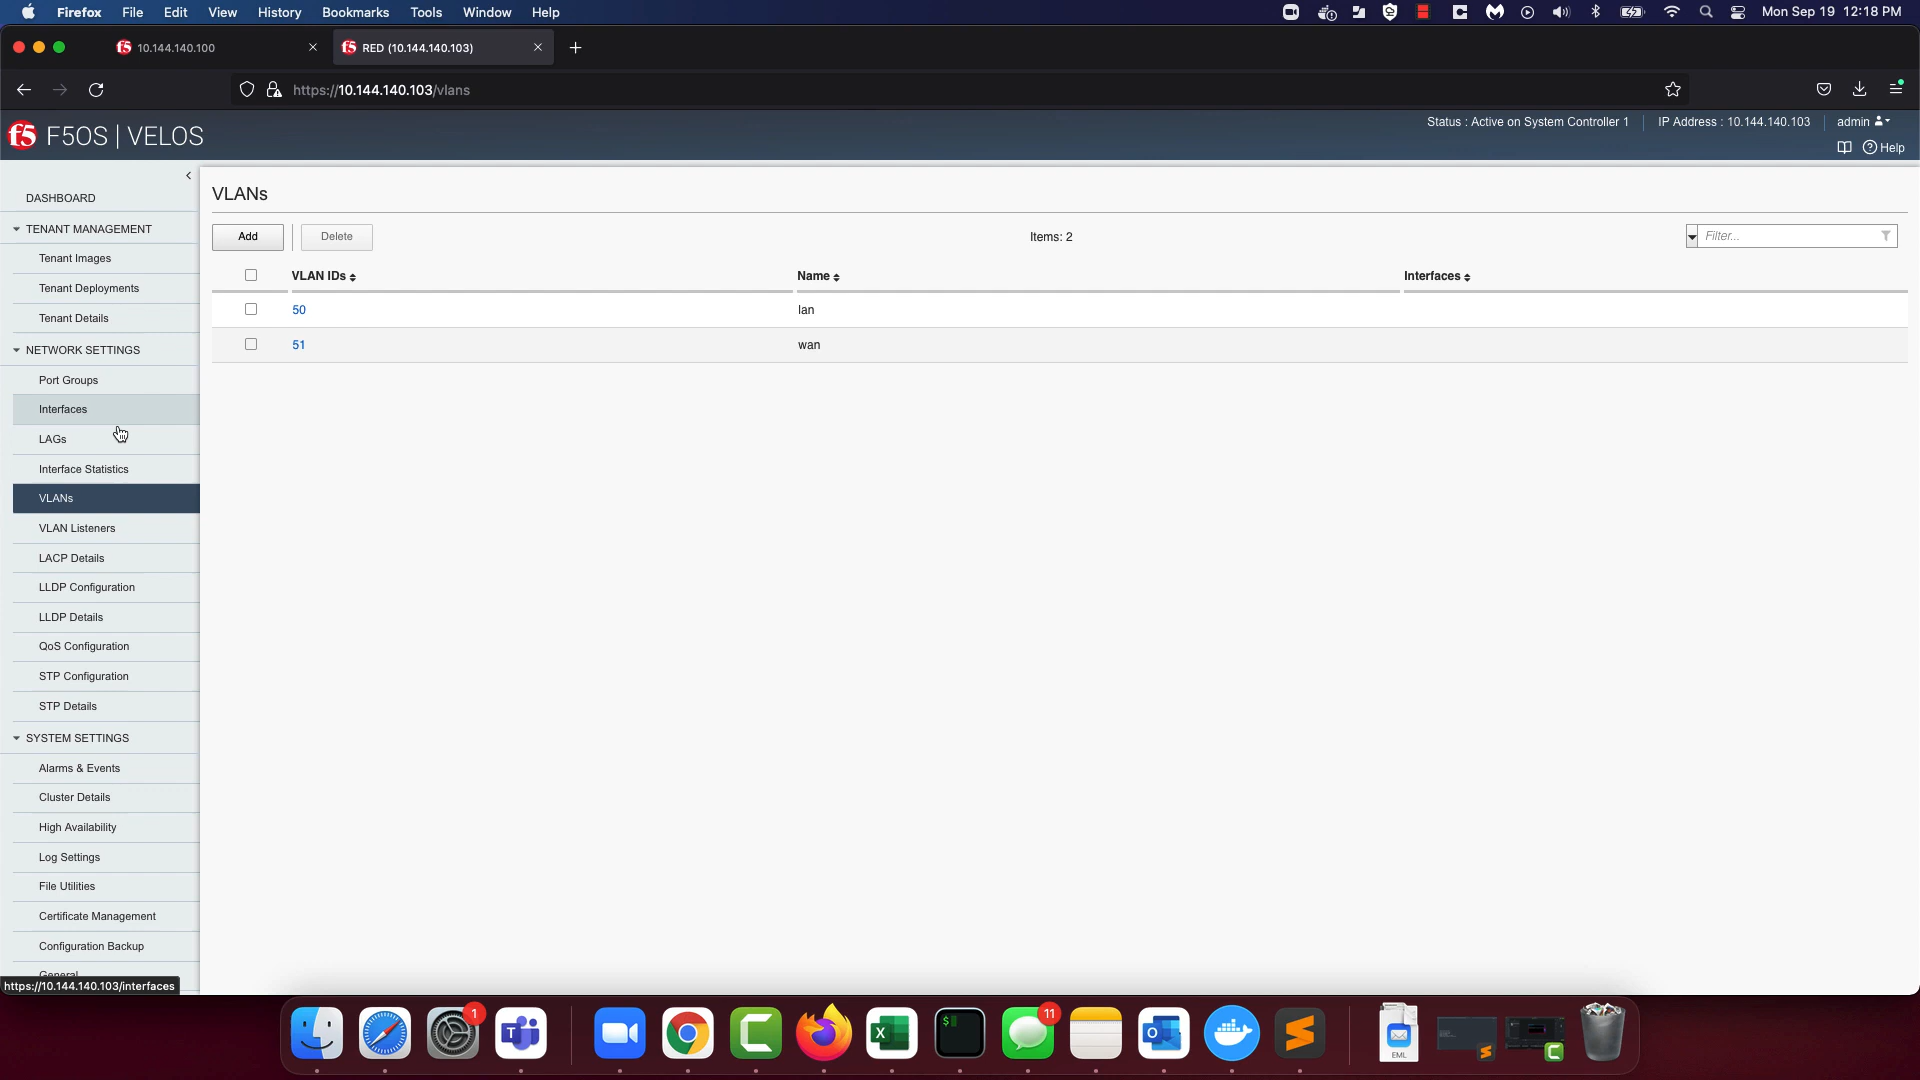 Firefox File Edit View History Bookmarks Tools Window Help Mon Sep 19 12:18 PM
10.144.140.100 RED (10.144.140.103)
https://10.144.140.103/vlans
f5 F5OS | VELOS
Status : Active on System Controller 1 IP Address : 10.144.140.103 admin
Help
DASHBOARD
TENANT MANAGEMENT
Tenant Images
Tenant Deployments
Tenant Details
NETWORK SETTINGS
Port Groups
Interfaces
LAGs
Interface Statistics
VLANs
VLAN Listeners
LACP Details
LLDP Configuration
LLDP Details
QoS Configuration
STP Configuration
STP Details
SYSTEM SETTINGS
Alarms & Events
Cluster Details
High Availability
Log Settings
File Utilities
Certificate Management
Configuration Backup
General
https://10.144.140.103/interfaces
VLANs
Add Delete Items: 2 Filter...
VLAN IDs Name Interfaces
50 lan
51 wan
1
11
EML